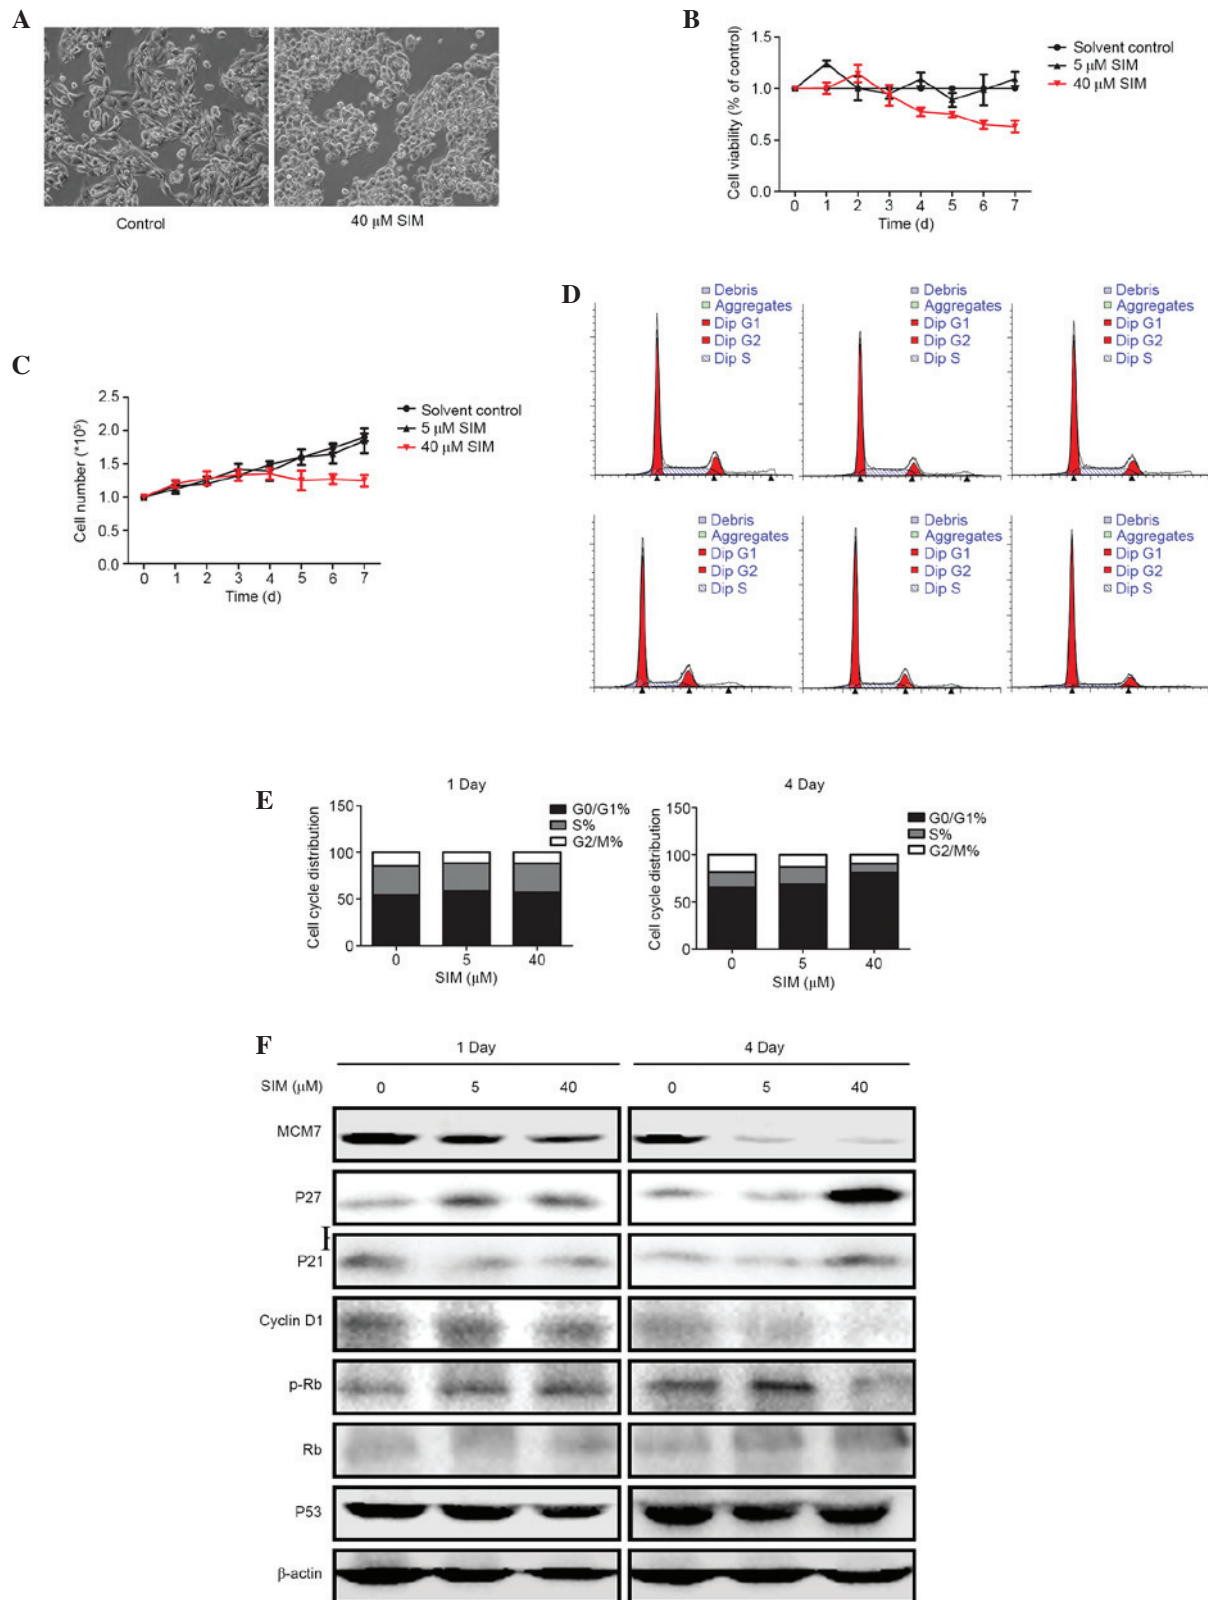 A
Control
40 μM SIM
B
Cell viability (% of control)
1.5
1.0
0.5
0.0
0 1 2 3 4 5 6 7
Time (d)
Solvent control
5 μM SIM
40 μM SIM
C
Cell number (*10⁵)
2.5
2.0
1.5
1.0
0.5
0.0
0 1 2 3 4 5 6 7
Time (d)
Solvent control
5 μM SIM
40 μM SIM
D
Debris
Aggregates
Dip G1
Dip G2
Dip S
Debris
Aggregates
Dip G1
Dip G2
Dip S
Debris
Aggregates
Dip G1
Dip G2
Dip S
Debris
Aggregates
Dip G1
Dip G2
Dip S
Debris
Aggregates
Dip G1
Dip G2
Dip S
Debris
Aggregates
Dip G1
Dip G2
Dip S
E
1 Day
Cell cycle distribution
150
100
50
0
0 5 40
SIM (μM)
G0/G1%
S%
G2/M%
4 Day
Cell cycle distribution
150
100
50
0
0 5 40
SIM (μM)
G0/G1%
S%
G2/M%
F
1 Day 4 Day
SIM (μM) 0 5 40 0 5 40
MCM7
P27
P21
Cyclin D1
p-Rb
Rb
P53
β-actin